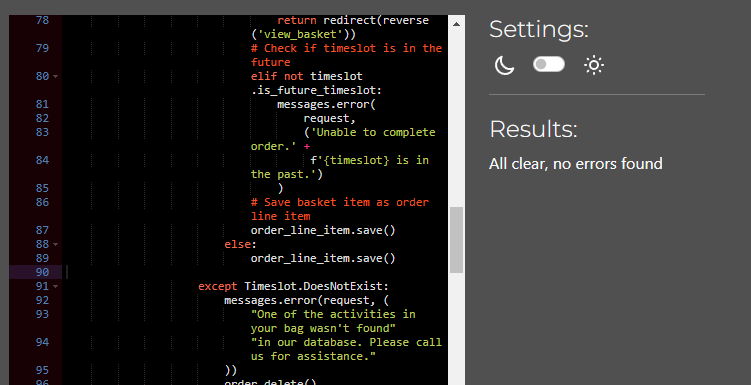 78 return redirect(reverse
('view_basket'))
79 # Check if timeslot is in the
future
80 elif not timeslot
.is_future_timeslot:
81 messages.error(
82 request,
83 ('Unable to complete
order.' +
84 f'{timeslot} is in
the past.')
85 )
86 # Save basket item as order
line item
87 order_line_item.save()
88 else:
89 order_line_item.save()
90
91 except Timeslot.DoesNotExist:
92 messages.error(request, (
93 "One of the activities in
your bag wasn't found"
94 "in our database. Please call
us for assistance."
95 ))
96 order.delete()
Settings:
Results:
All clear, no errors found